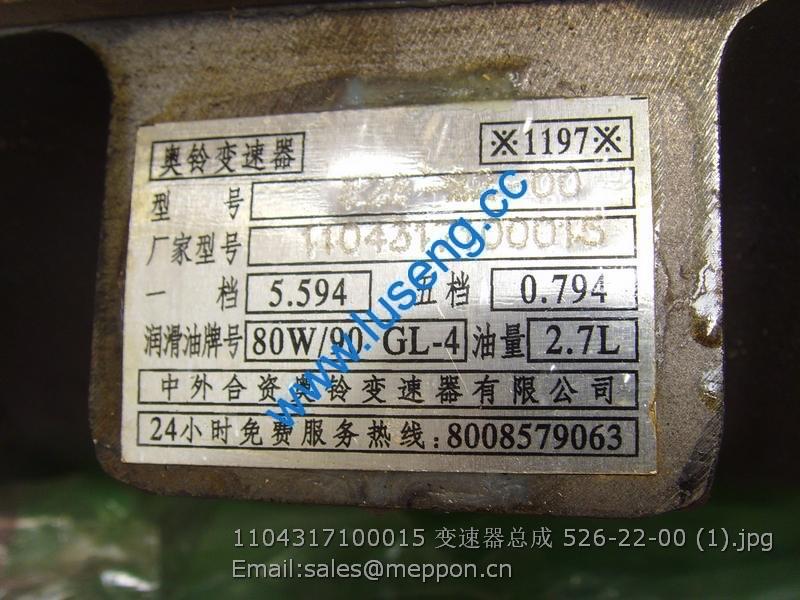 奥铃变速器 ※1197※
型 号
厂家型号 1104317100015
一 档 5.594 五档 0.794
润滑油牌号 80W/90 GL-4 油量 2.7L
中外合资奥铃变速器有限公司
24小时免费服务热线:8008579063
www.luseng.cc
1104317100015 变速器总成 526-22-00 (1).jpg
Email:sales@meppon.cn